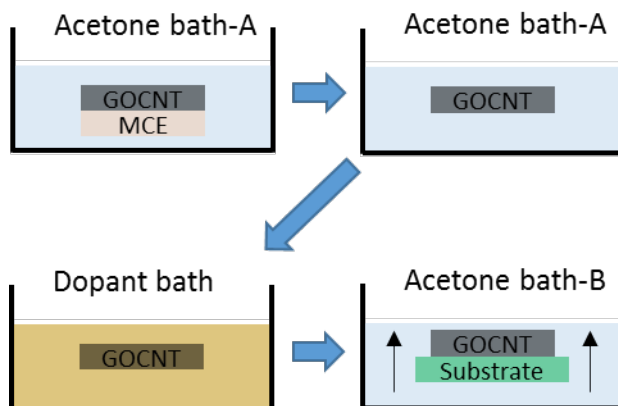 Acetone bath-A
GOCNT
MCE
Acetone bath-A
GOCNT
Dopant bath
GOCNT
Acetone bath-B
GOCNT
Substrate